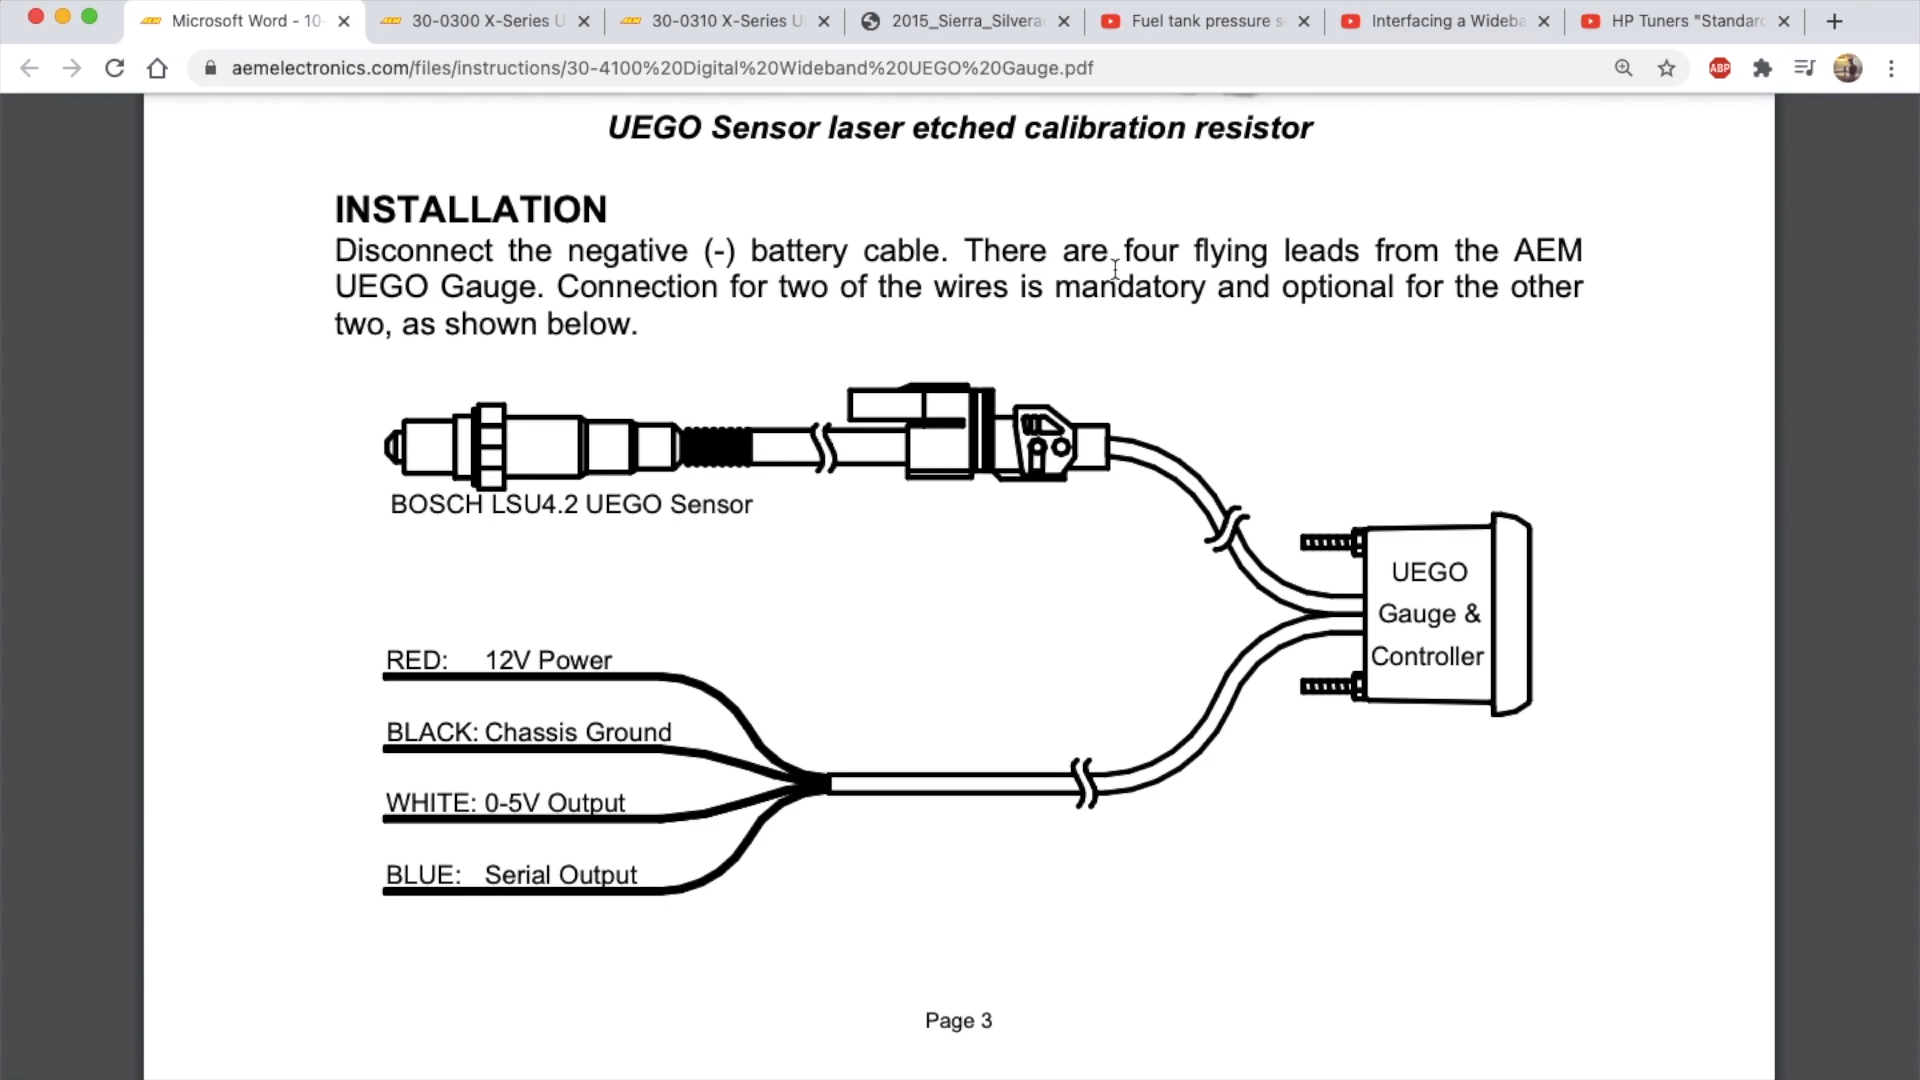 Microsoft Word - 10-
30-0300 X-Series U
30-0310 X-Series U
2015_Sierra_Silvera
Fuel tank pressure s
Interfacing a Wideba
HP Tuners "Standard
aemelectronics.com/files/instructions/30-4100%20Digital%20Wideband%20UEGO%20Gauge.pdf
ABP
UEGO Sensor laser etched calibration resistor
INSTALLATION
Disconnect the negative (-) battery cable. There are four flying leads from the AEM
UEGO Gauge. Connection for two of the wires is mandatory and optional for the other
two, as shown below.
BOSCH LSU4.2 UEGO Sensor
UEGO
Gauge &
Controller
RED: 12V Power
BLACK: Chassis Ground
WHITE: 0-5V Output
BLUE: Serial Output
Page 3